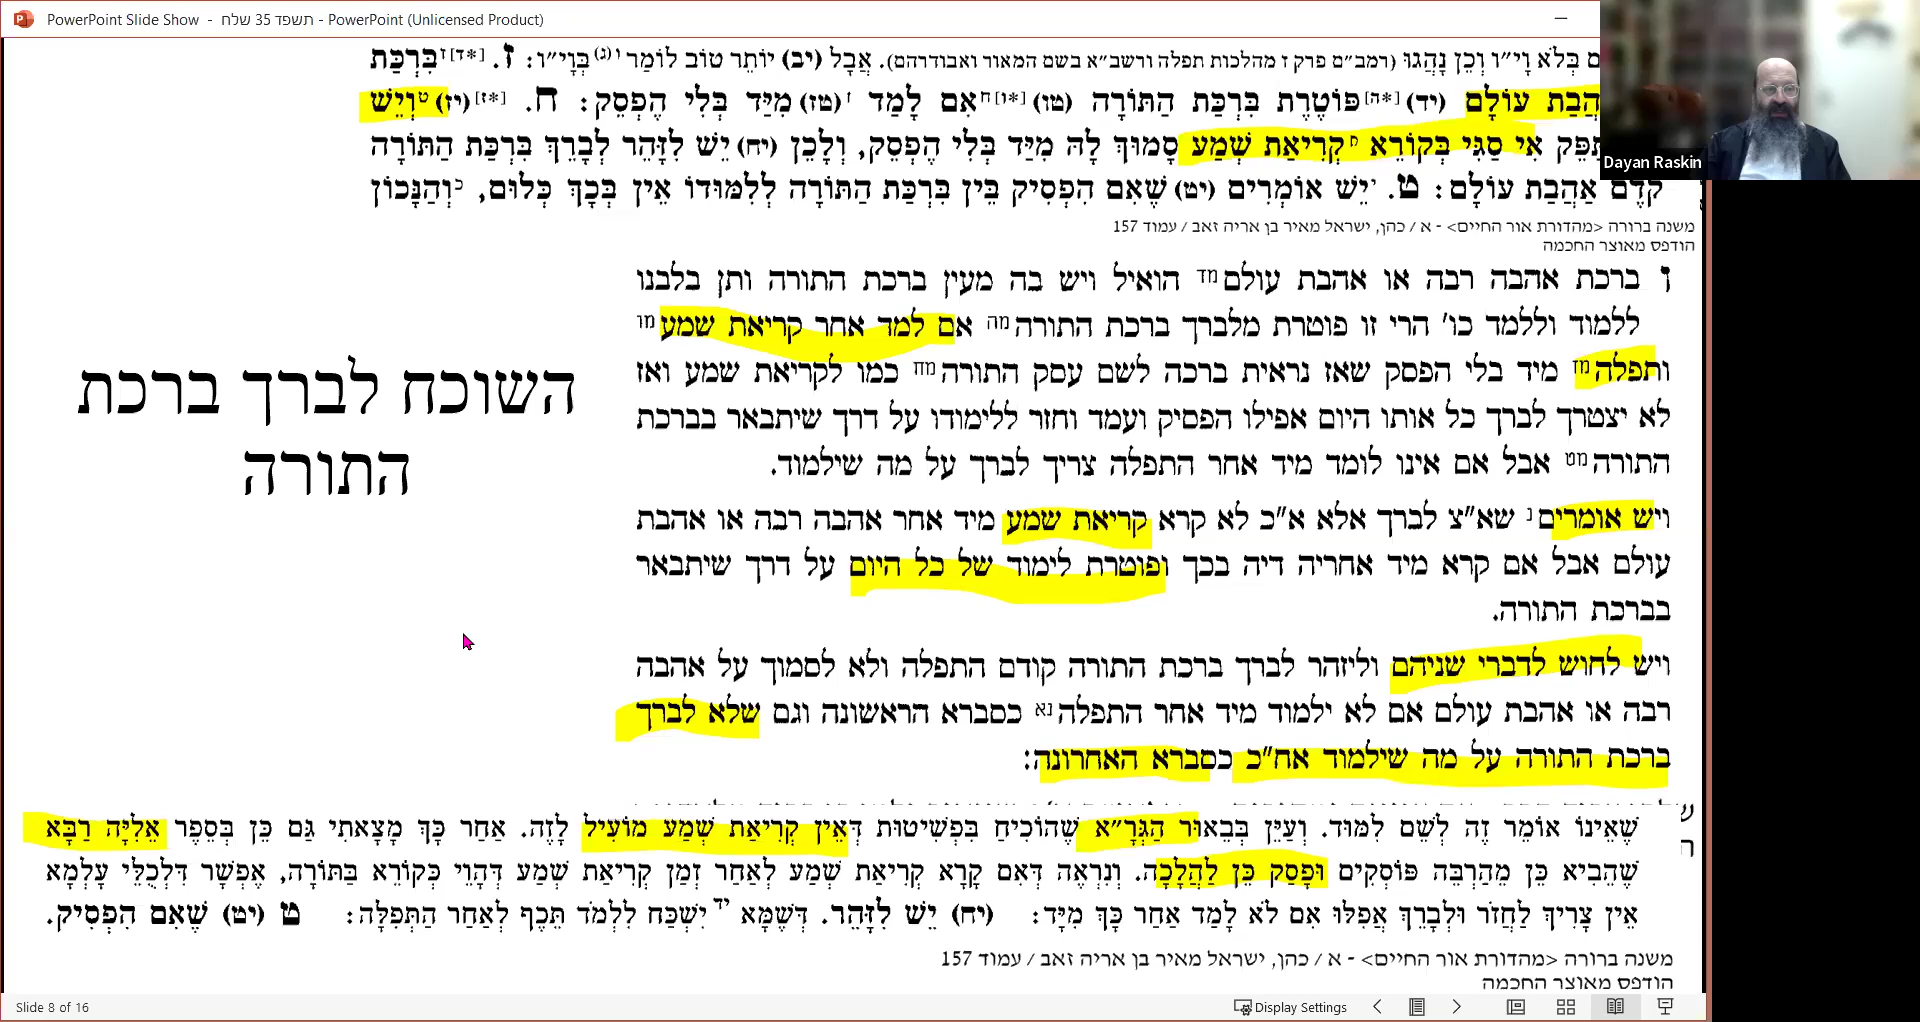 PowerPoint Slide Show - תשפד 35 שלח - PowerPoint (Unlicensed Product)
בְּלֹא וָי״ו וְכֵן נָהֲגוּ (רמב״ם פרק ז מהלכות תפלה ורשב״א בשם המאור ואבודרהם). אֲבָל (יב) יוֹתֵר טוֹב לוֹמַר (ג) בְּוָי״ו: ז. [*ד] ז בִּרְכַּת
הֲבַת עוֹלָם (יד) [*ה] פּוֹטֶרֶת בִּרְכַּת הַתּוֹרָה (טו) [*ו] ח אִם לָמַד ז (טז) מִיַּד בְּלִי הֶפְסֵק: ח. [*ז] (יז) ט וְיֵשׁ
אִי סַגִּי בְּקוֹרֵא ח קְרִיאַת שְׁמַע סָמוּךְ לָהּ מִיַּד בְּלִי הֶפְסֵק, וְלָכֵן (יח) יֵשׁ לִזָּהֵר לְבָרֵךְ בִּרְכַּת הַתּוֹרָה
קֹדֶם אַהֲבַת עוֹלָם: ט. י יֵשׁ אוֹמְרִים (יט) שֶׁאִם הִפְסִיק בֵּין בִּרְכַּת הַתּוֹרָה לְלִמּוּדוֹ אֵין בְּכָךְ כְּלוּם, כ וְהַנָּכוֹן
משנה ברורה <מהדורת אור החיים> - א / כהן, ישראל מאיר בן אריה זאב / עמוד 157
הודפס מאוצר החכמה
Dayan Raskin
ו ברכת אהבה רבה או אהבת עולם מד הואיל ויש בה מעין ברכת התורה ותן בלבנו
ללמוד וללמד כו' הרי זו פוטרת מלברך ברכת התורה מה אם למד אחר קריאת שמע מו
ותפלה מז מיד בלי הפסק שאז נראית ברכה לשם עסק התורה מח כמו לקריאת שמע ואז
לא יצטרך לברך כל אותו היום אפילו הפסיק ועמד וחזר ללימודו על דרך שיתבאר בברכת
התורה מט אבל אם אינו לומד מיד אחר התפלה צריך לברך על מה שילמוד.
ויש אומרים נ שא"צ לברך אלא א"כ לא קרא קריאת שמע מיד אחר אהבה רבה או אהבת
עולם אבל אם קרא מיד אחריה דיה בכך ופוטרת לימוד של כל היום על דרך שיתבאר
בברכת התורה.
ויש לחוש לדברי שניהם וליזהר לברך ברכת התורה קודם התפלה ולא לסמוך על אהבה
רבה או אהבת עולם אם לא ילמוד מיד אחר התפלה נא כסברא הראשונה וגם שלא לברך
ברכת התורה על מה שילמוד אח"כ כסברא האחרונה:
השוכח לברך ברכת
התורה
שֶׁאֵינוֹ אוֹמֵר זֶה לְשֵׁם לִמּוּד. וְעַיֵּן בְּבֵאוּר הַגְּרָ״א שֶׁהוֹכִיחַ בִּפְשִׁיטוּת דְּאֵין קְרִיאַת שְׁמַע מוֹעִיל לָזֶה. אַחַר כָּךְ מָצָאתִי גַּם כֵּן בְּסֵפֶר אֵלִיָּה רַבָּא
שֶׁהֵבִיא כֵּן מֵהַרְבֵּה פּוֹסְקִים וּפָסַק כֵּן לַהֲלָכָה. וְנִרְאֶה דְּאִם קָרָא קְרִיאַת שְׁמַע לְאַחַר זְמַן קְרִיאַת שְׁמַע דְּהָוֵי כְּקוֹרֵא בַּתּוֹרָה, אֶפְשָׁר דִּלְכֻלֵּי עָלְמָא
אֵין צָרִיךְ לַחֲזֹר וּלְבָרֵךְ אֲפִלּוּ אִם לֹא לָמַד אַחַר כָּךְ מִיָּד: (יח) יֵשׁ לִזָּהֵר. דְּשֶׁמָּא יד יִשְׁכַּח לִלְמֹד תֵּכֶף לְאַחַר הַתְּפִלָּה: ט (יט) שֶׁאִם הִפְסִיק.
משנה ברורה <מהדורת אור החיים> - א / כהן, ישראל מאיר בן אריה זאב / עמוד 157
הודפס מאוצר החכמה
Slide 8 of 16
Display Settings